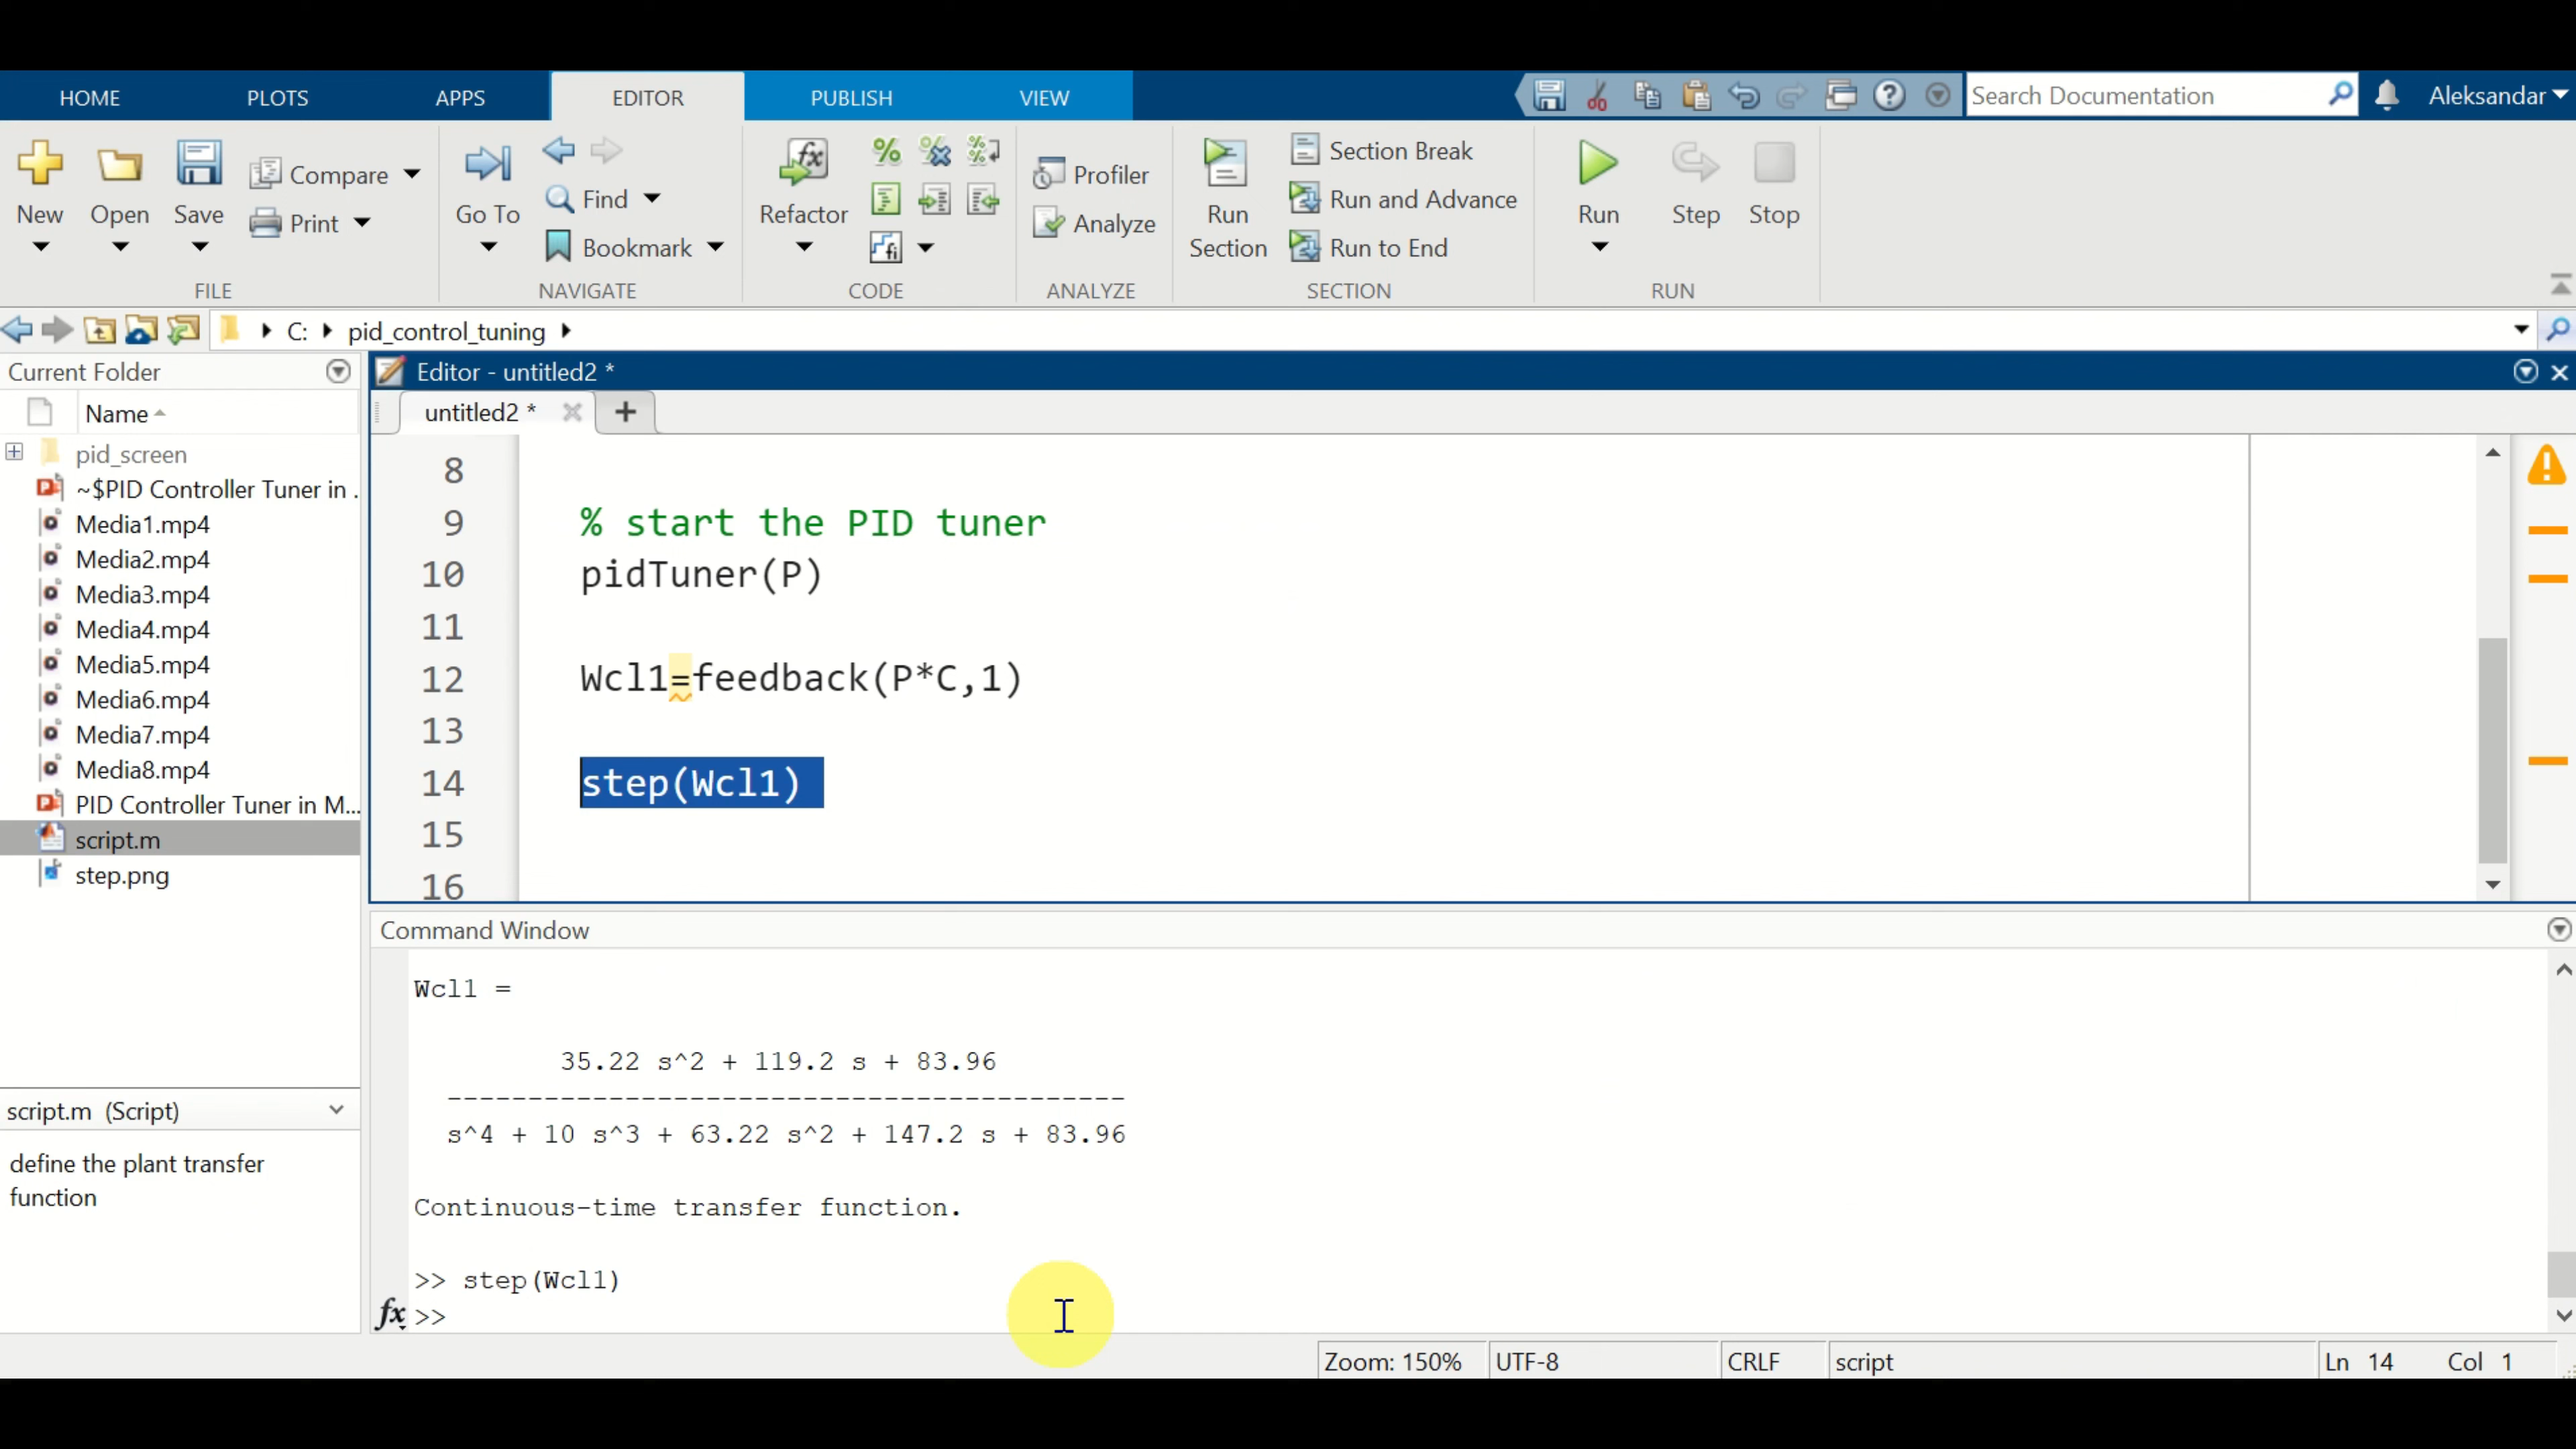 HOME PLOTS APPS EDITOR PUBLISH VIEW Search Documentation Aleksandar
New Open Save Compare Print
FILE
Go To Find Bookmark
NAVIGATE
Refactor
fx
fi
CODE
Profiler
Analyze
ANALYZE
Run Section
Section Break
Run and Advance
Run to End
SECTION
Run Step Stop
RUN
C: pid_control_tuning
Current Folder
Name
pid_screen
~$PID Controller Tuner in .
Media1.mp4
Media2.mp4
Media3.mp4
Media4.mp4
Media5.mp4
Media6.mp4
Media7.mp4
Media8.mp4
PID Controller Tuner in M...
script.m
step.png
script.m (Script)
define the plant transfer
function
Editor - untitled2 *
untitled2 *
8
9 % start the PID tuner
10 pidTuner(P)
11
12 Wcl1=feedback(P*C,1)
13
14 step(Wcl1)
15
16
Command Window
Wcl1 =
35.22 s^2 + 119.2 s + 83.96
------------------------------------------
s^4 + 10 s^3 + 63.22 s^2 + 147.2 s + 83.96
Continuous-time transfer function.
>> step(Wcl1)
fx >>
Zoom: 150% UTF-8 CRLF script Ln 14 Col 1